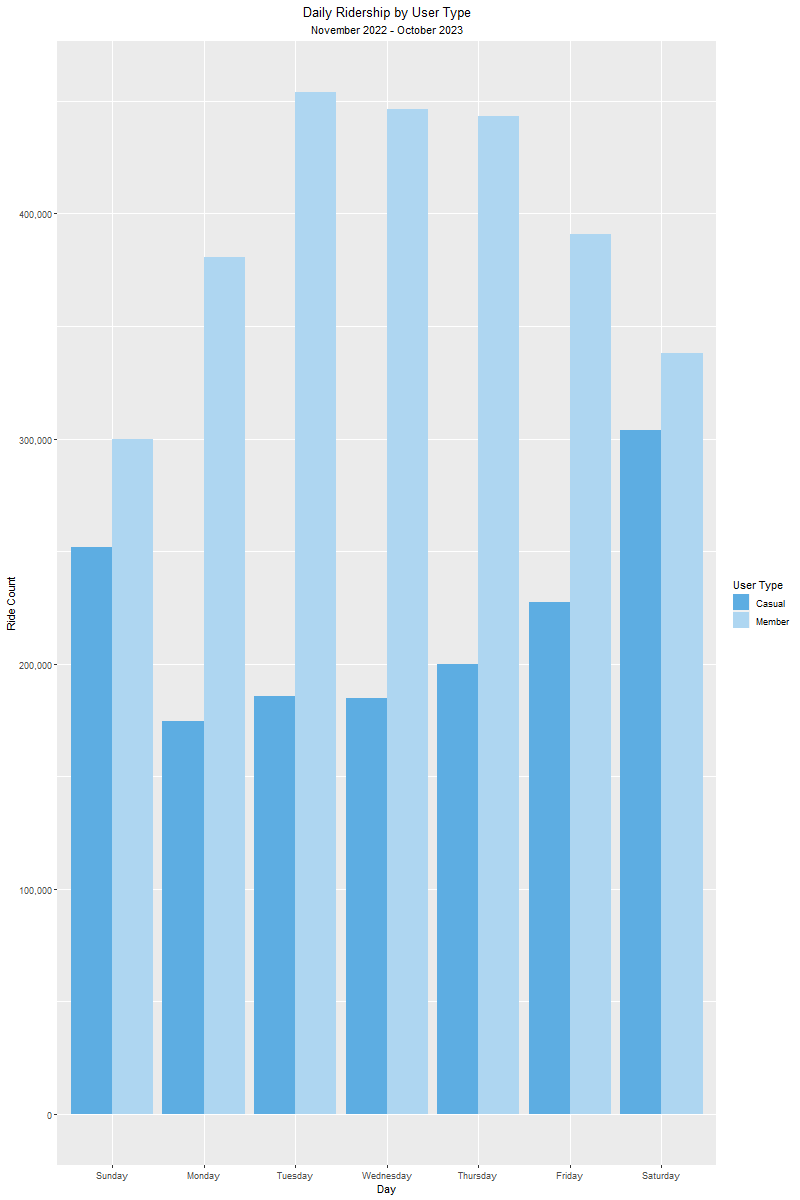 Daily Ridership by User Type
November 2022 - October 2023
Ride Count
400,000
300,000
200,000
100,000
0
Sunday Monday Tuesday Wednesday Thursday Friday Saturday
Day
User Type
Casual
Member